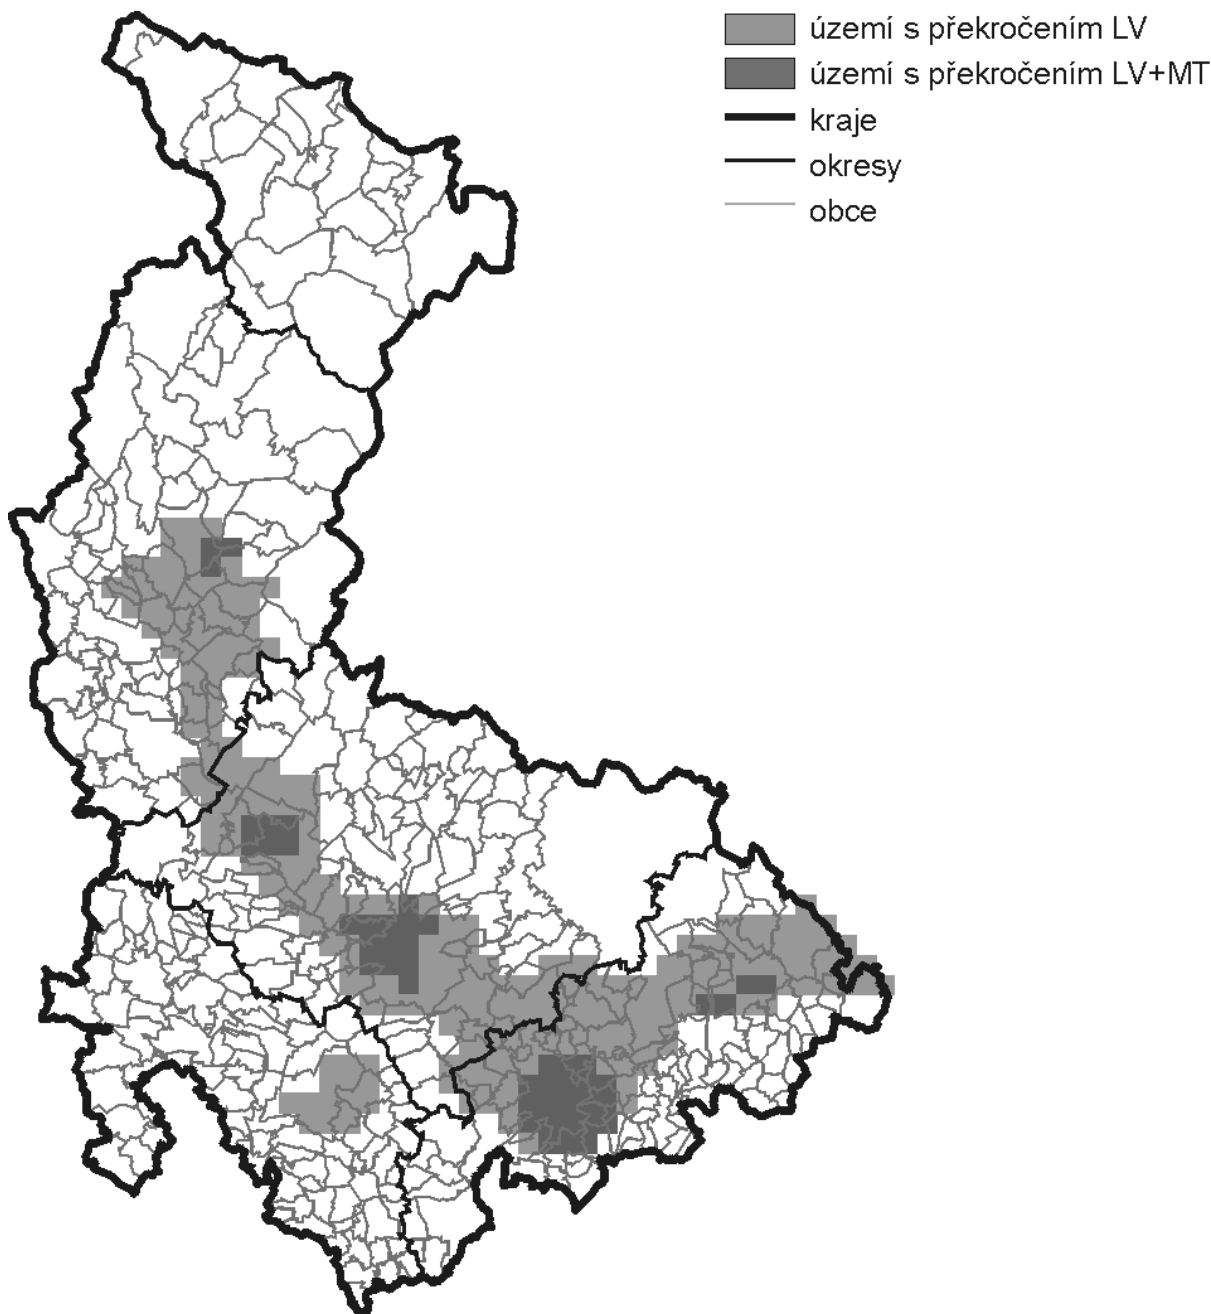 území s překročením LV
území s překročením LV+MT
kraje
okresy
obce